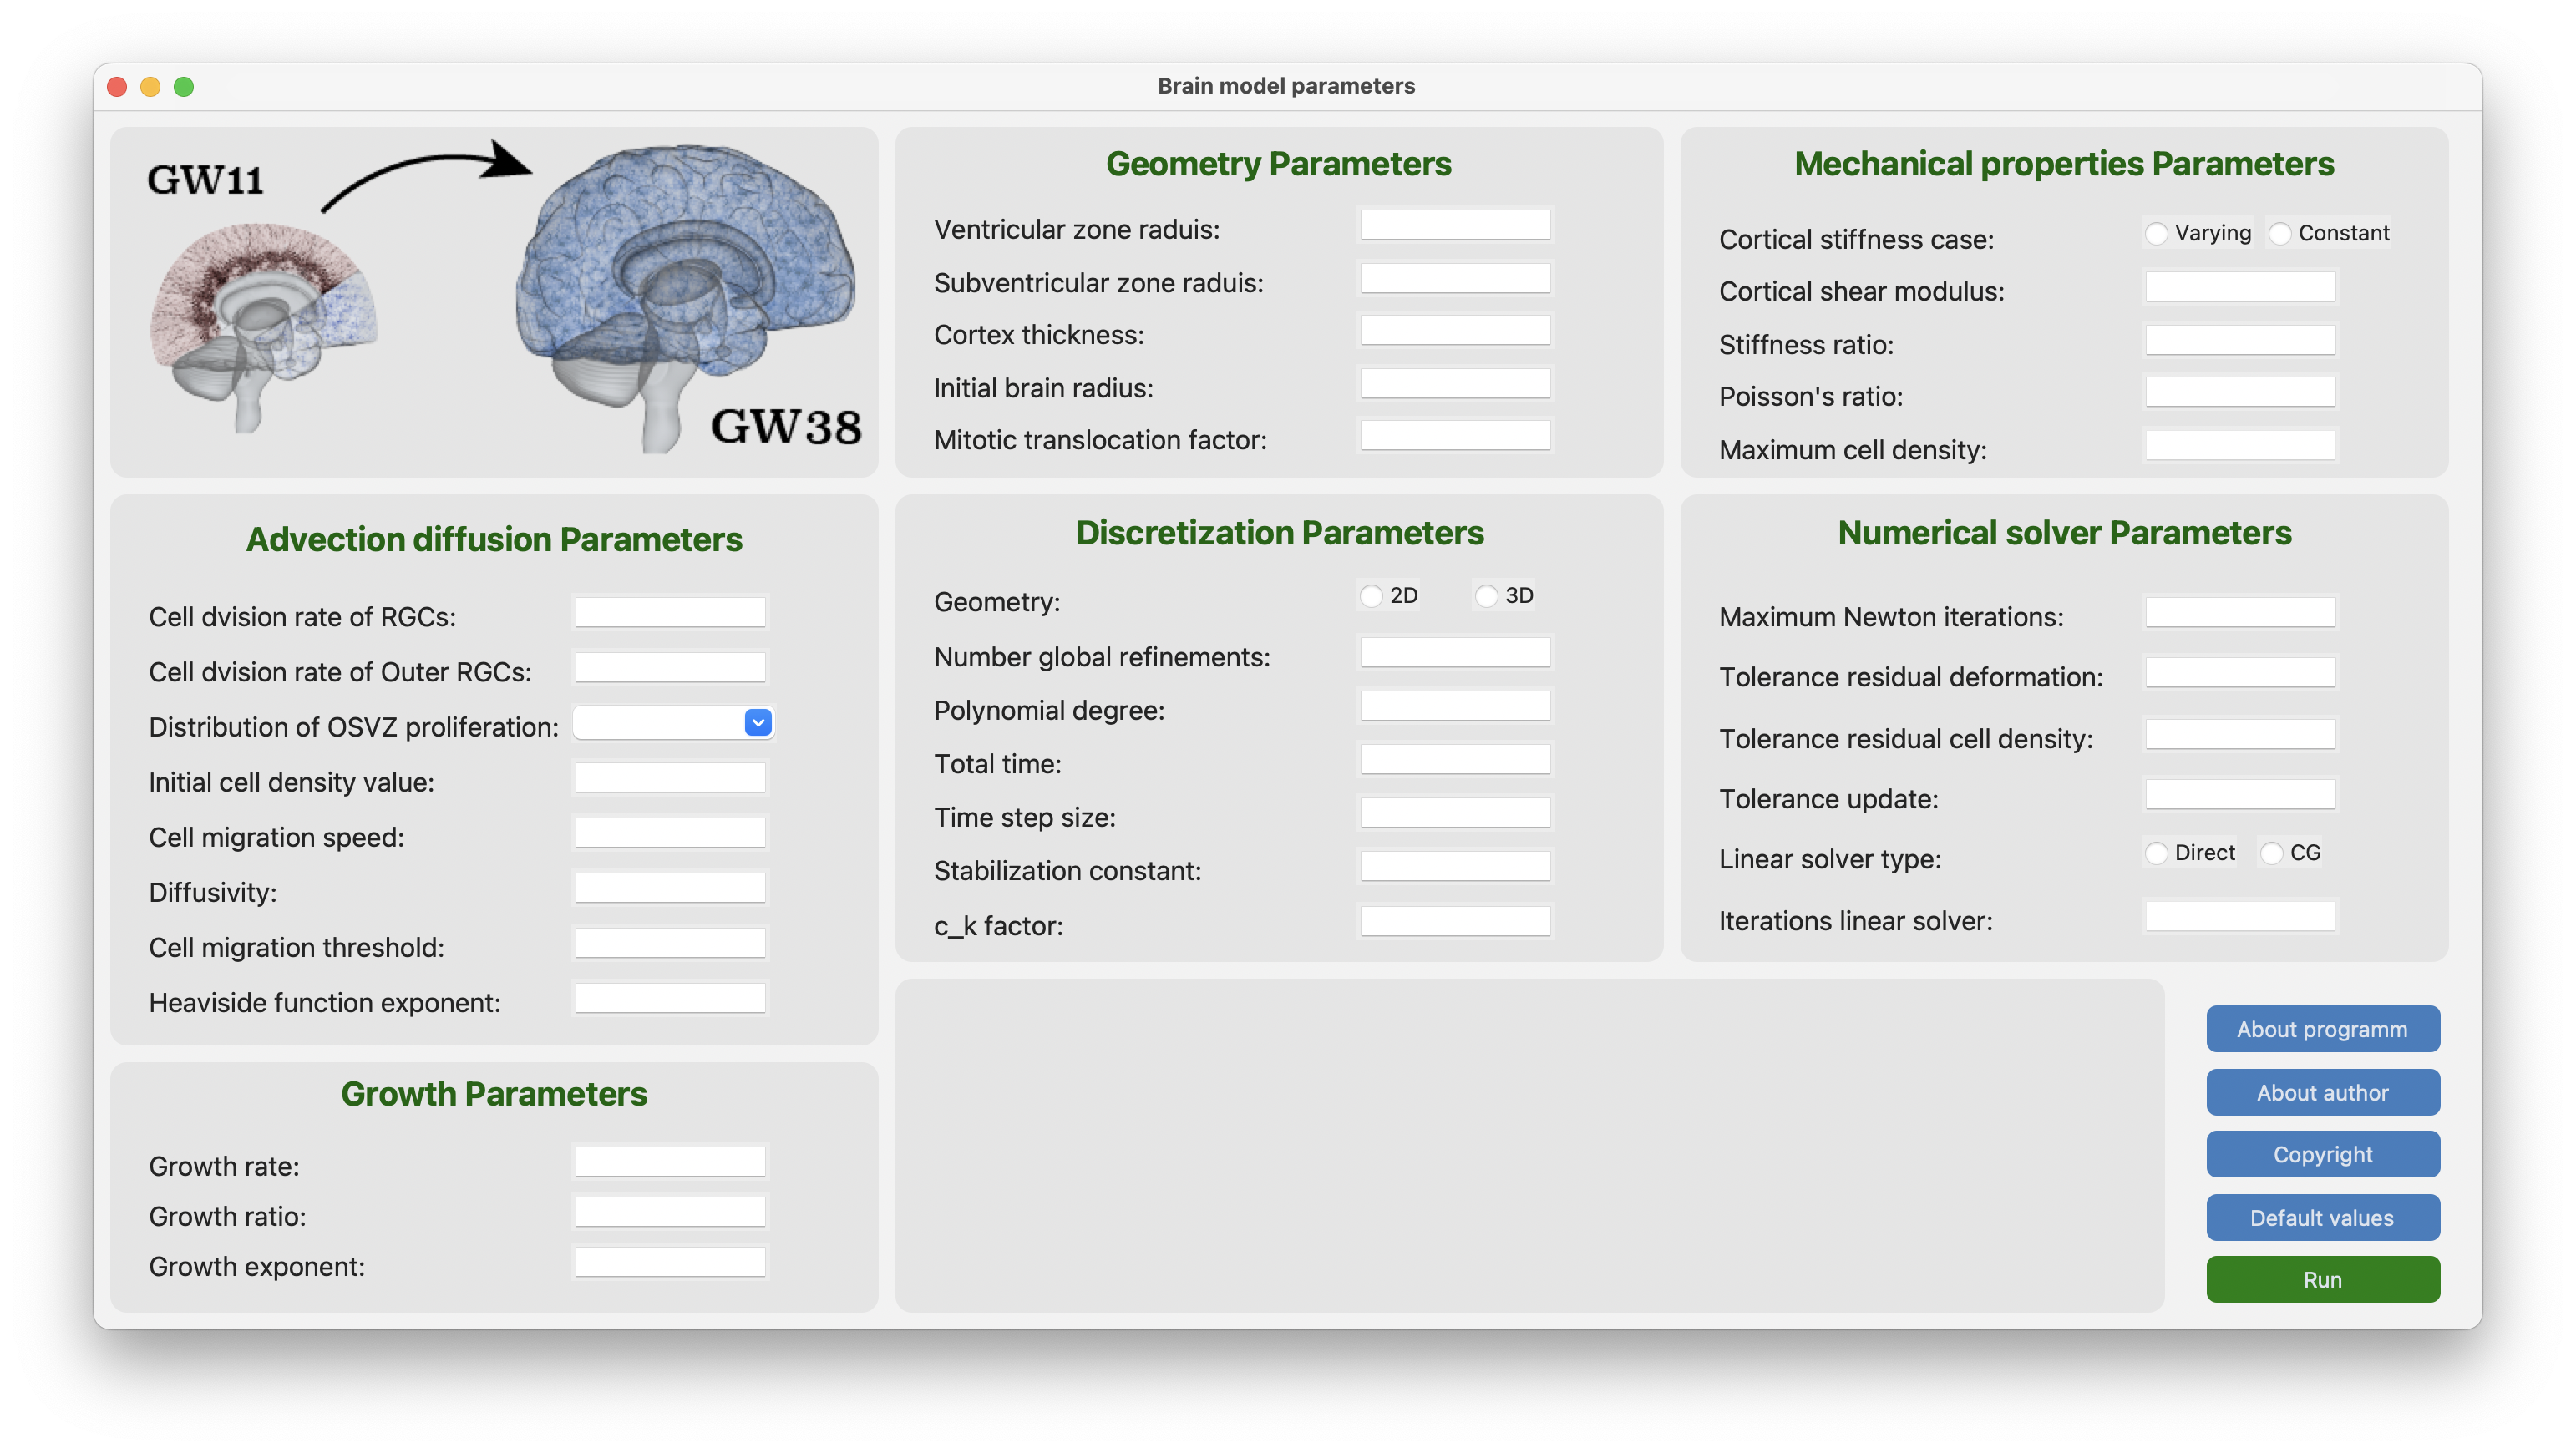 Brain model parameters
GW11
GW38
Geometry Parameters
Ventricular zone raduis:
Subventricular zone raduis:
Cortex thickness:
Initial brain radius:
Mitotic translocation factor:
Mechanical properties Parameters
Cortical stiffness case: Varying Constant
Cortical shear modulus:
Stiffness ratio:
Poisson's ratio:
Maximum cell density:
Advection diffusion Parameters
Cell dvision rate of RGCs:
Cell dvision rate of Outer RGCs:
Distribution of OSVZ proliferation:
Initial cell density value:
Cell migration speed:
Diffusivity:
Cell migration threshold:
Heaviside function exponent:
Discretization Parameters
Geometry: 2D 3D
Number global refinements:
Polynomial degree:
Total time:
Time step size:
Stabilization constant:
c_k factor:
Numerical solver Parameters
Maximum Newton iterations:
Tolerance residual deformation:
Tolerance residual cell density:
Tolerance update:
Linear solver type: Direct CG
Iterations linear solver:
Growth Parameters
Growth rate:
Growth ratio:
Growth exponent:
About programm
About author
Copyright
Default values
Run